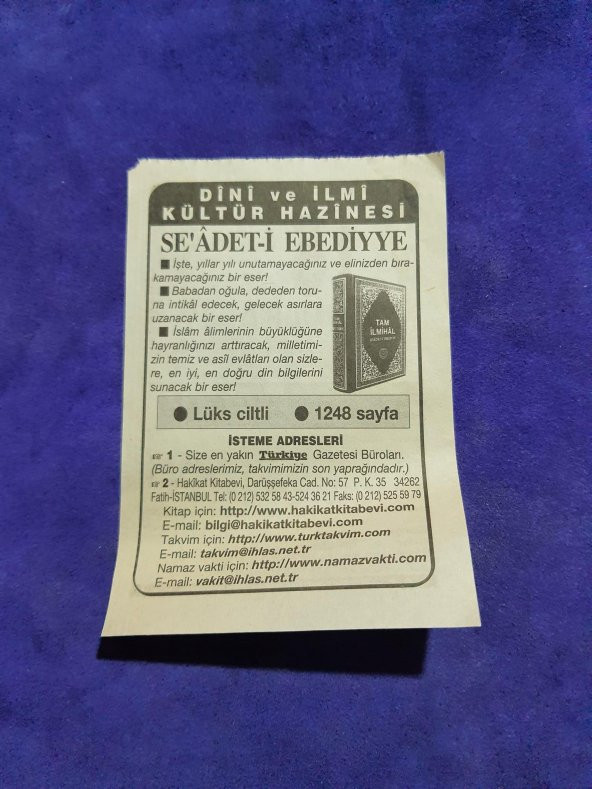 DÎNÎ ve İLMÎ
KÜLTÜR HAZÎNESİ
SE'ÂDET-İ EBEDİYYE
■ İşte, yıllar yılı unutamayacağınız ve elinizden bıra-
kamayacağınız bir eser!
■ Babadan oğula, dededen toru-
na intikâl edecek, gelecek asırlara
uzanacak bir eser!
■ İslâm âlimlerinin büyüklüğüne
hayranlığınızı arttıracak, milletimi-
zin temiz ve asîl evlâtları olan sizle-
re, en iyi, en doğru din bilgilerini
sunacak bir eser!
TAM
İLMİHÂL
● Lüks ciltli ● 1248 sayfa
İSTEME ADRESLERİ
☞ 1 - Size en yakın Türkiye Gazetesi Büroları.
(Büro adreslerimiz, takvimimizin son yaprağındadır.)
☞ 2 - Hakîkat Kitabevi, Darüşşefeka Cad. No: 57 P. K. 35 34262
Fatih-İSTANBUL Tel: (0 212) 532 58 43-524 36 21 Faks: (0 212) 525 59 79
Kitap için: http://www.hakikatkitabevi.com
E-mail: bilgi@hakikatkitabevi.com
Takvim için: http://www.turktakvim.com
E-mail: takvim@ihlas.net.tr
Namaz vakti için: http://www.namazvakti.com
E-mail: vakit@ihlas.net.tr